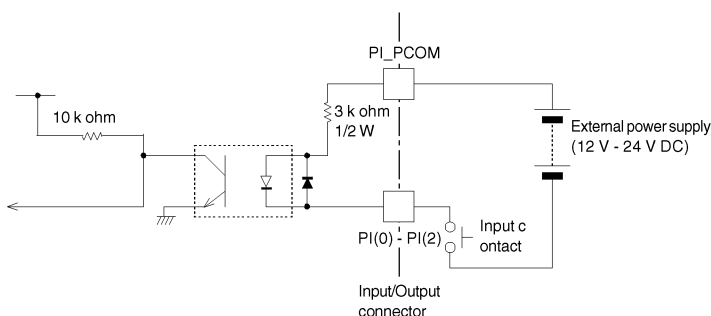 PI_PCOM
10 k ohm
3 k ohm
1/2 W
External power supply
(12 V - 24 V DC)
PI(0) - PI(2)
Input c
ontact
Input/Output
connector